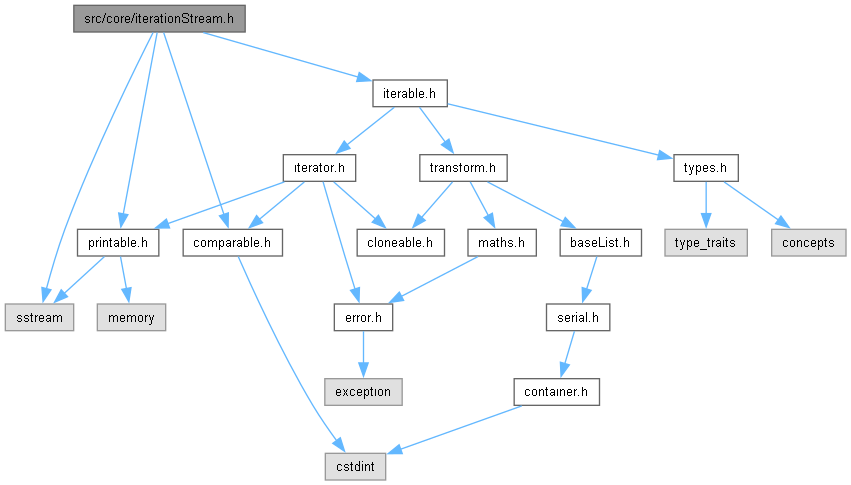 src/core/iterationStream.h
iterable.h
iterator.h
transform.h
types.h
printable.h
comparable.h
cloneable.h
maths.h
baseList.h
type_traits
concepts
sstream
memory
error.h
serial.h
exception
container.h
cstdint